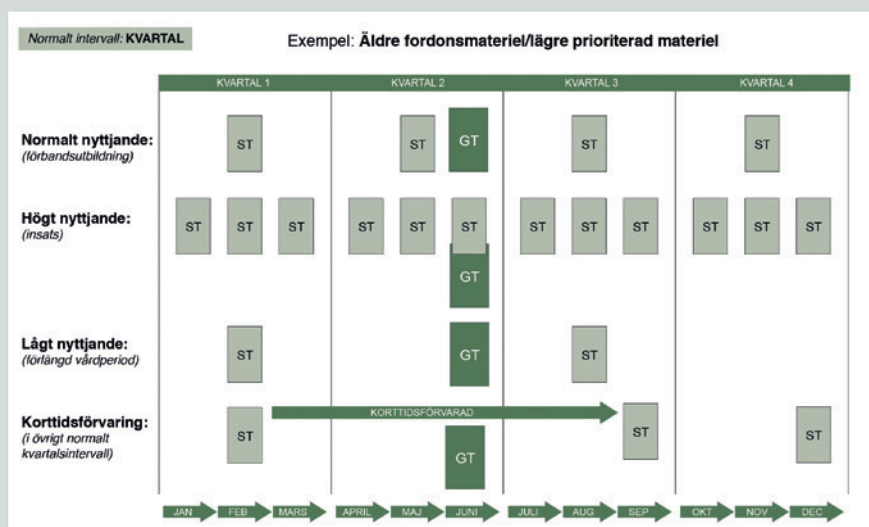 Normalt intervall: KVARTAL
Exempel: Äldre fordonsmateriel/lägre prioriterad materiel
KVARTAL 1 KVARTAL 2 KVARTAL 3 KVARTAL 4
Normalt nyttjande:
(förbandsutbildning)
ST ST GT ST ST
Högt nyttjande:
(insats)
ST ST ST ST ST ST ST ST ST ST ST ST
GT
Lågt nyttjande:
(förlängd vårdperiod)
ST GT ST
KORTTIDSFÖRVARAD
Korttidsförvaring:
(i övrigt normalt
kvartalsintervall)
ST GT ST ST
JAN FEB MARS APRIL MAJ JUNI JULI AUG SEP OKT NOV DEC